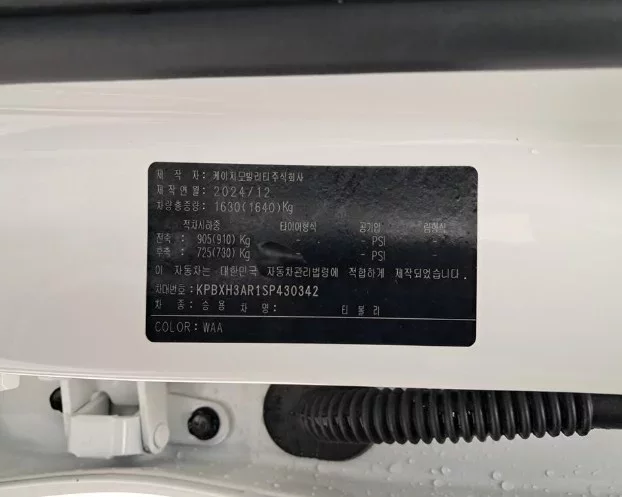 제 작 자: 케이지모빌리티주식회사
제작연월: 2024/12
차량총중량: 1630(1640)Kg
적차시하중 타이어형식 공기압 림형식
전축: 905(910) Kg - - PSI -
후축: 725(730) Kg - - PSI -
이 자동차는 대한민국 자동차관리법령에 적합하게 제작되었습니다.
차대번호: KPBXH3AR1SP430342
차 종: 승용 차 명: 티볼리
COLOR: WAA